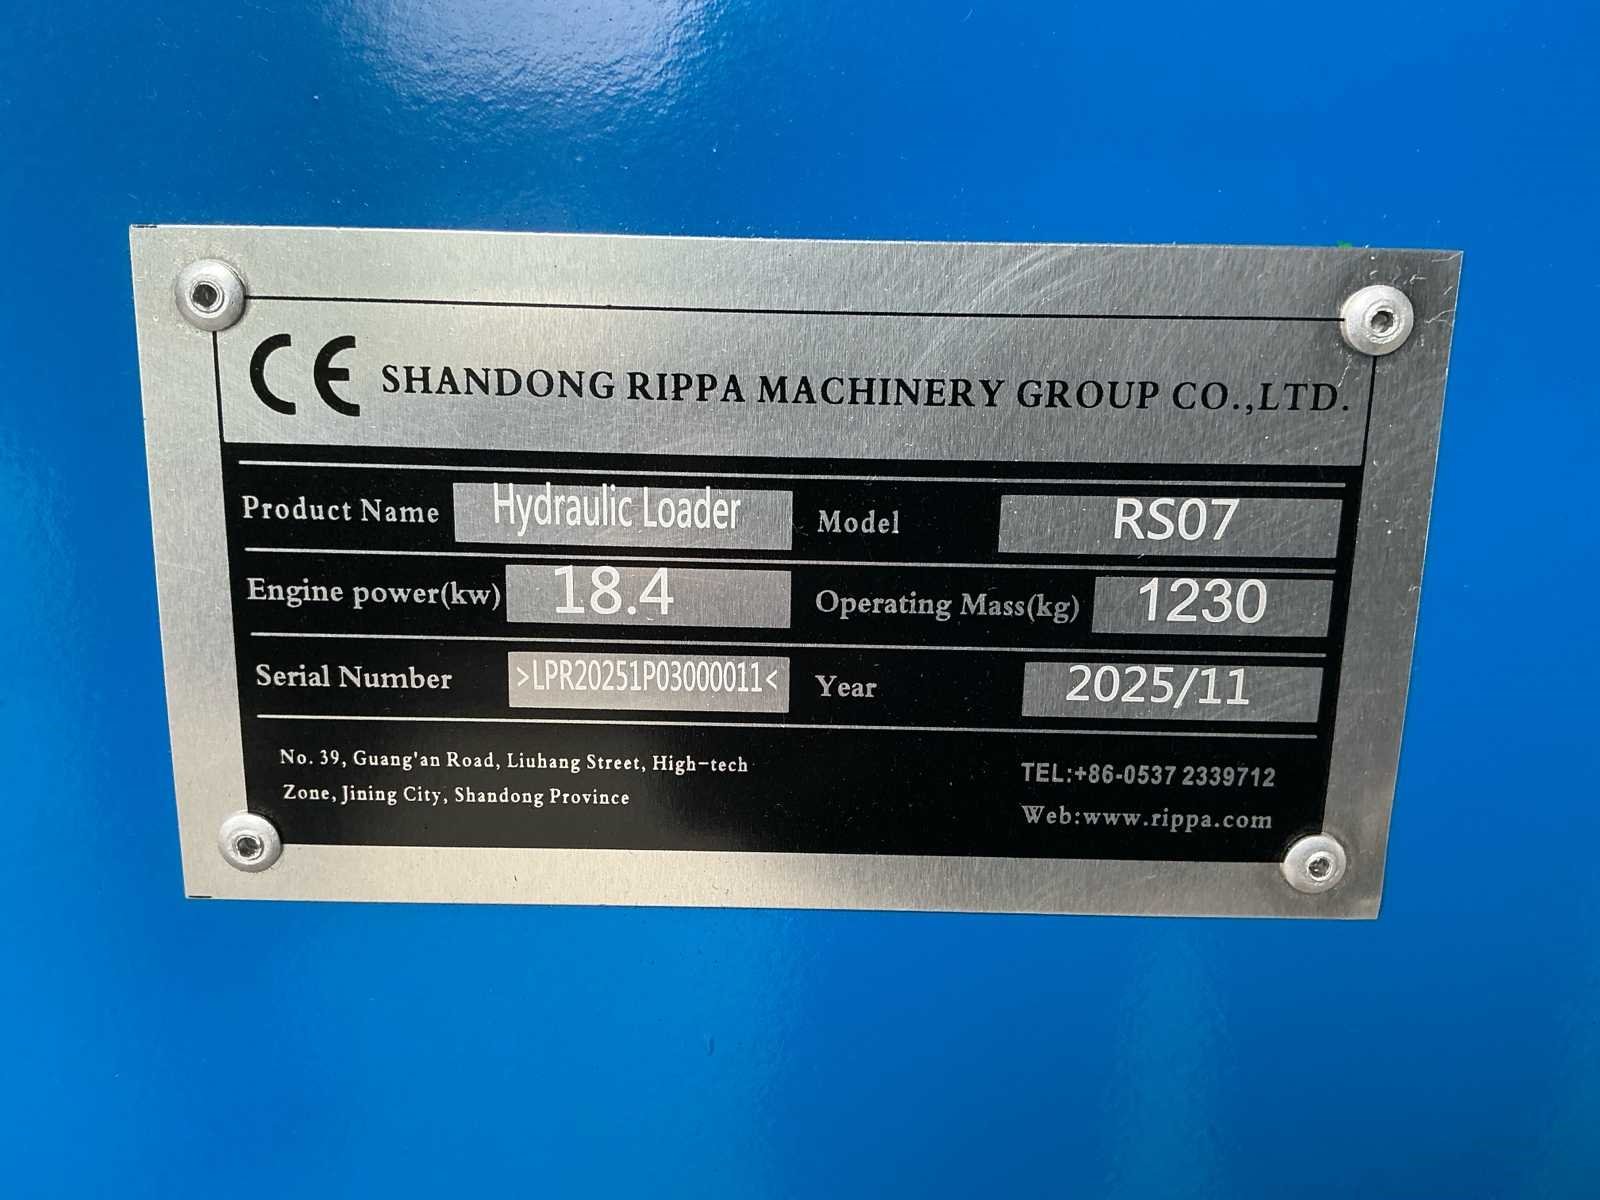 CE SHANDONG RIPPA MACHINERY GROUP CO.,LTD.
Product Name Hydraulic Loader Model RS07
Engine power(kw) 18.4 Operating Mass(kg) 1230
Serial Number >LPR20251P03000011< Year 2025/11
No. 39, Guang'an Road, Liuhang Street, High-tech
Zone, Jining City, Shandong Province
TEL:+86-0537 2339712
Web:www.rippa.com